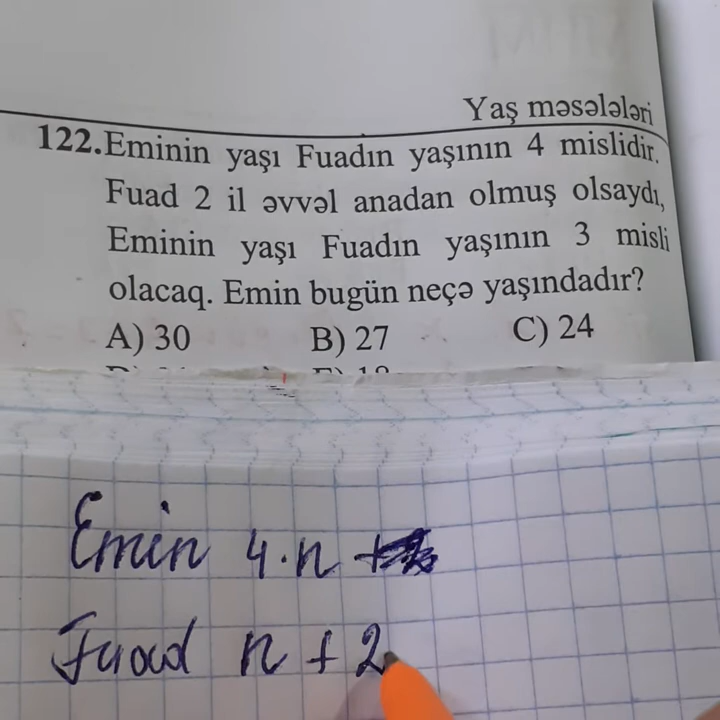 Yaş məsələləri
122. Eminin yaşı Fuadın yaşının 4 mislidir.
Fuad 2 il əvvəl anadan olmuş olsaydı,
Eminin yaşı Fuadın yaşının 3 misli
olacaq. Emin bugün neçə yaşındadır?
A) 30 B) 27 C) 24
Emin 4·n +
Fuad n + 2